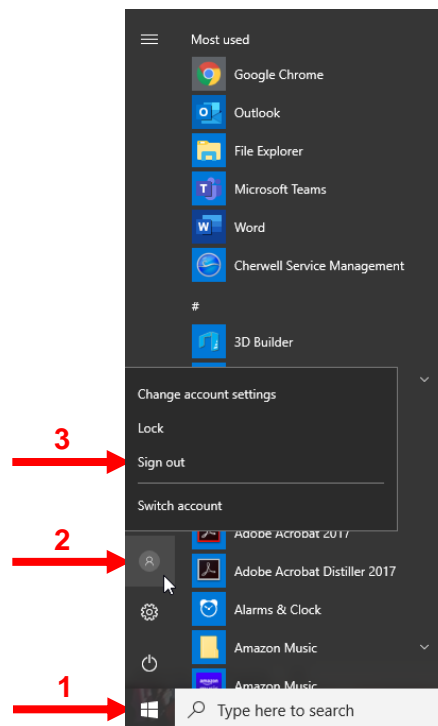 Most used
Google Chrome
Outlook
File Explorer
Microsoft Teams
Word
Cherwell Service Management
#
3D Builder
Change account settings
3
Lock
Sign out
Switch account
2
Adobe Acrobat 2017
Adobe Acrobat Distiller 2017
Alarms & Clock
Amazon Music
1
Amazon Music
Type here to search